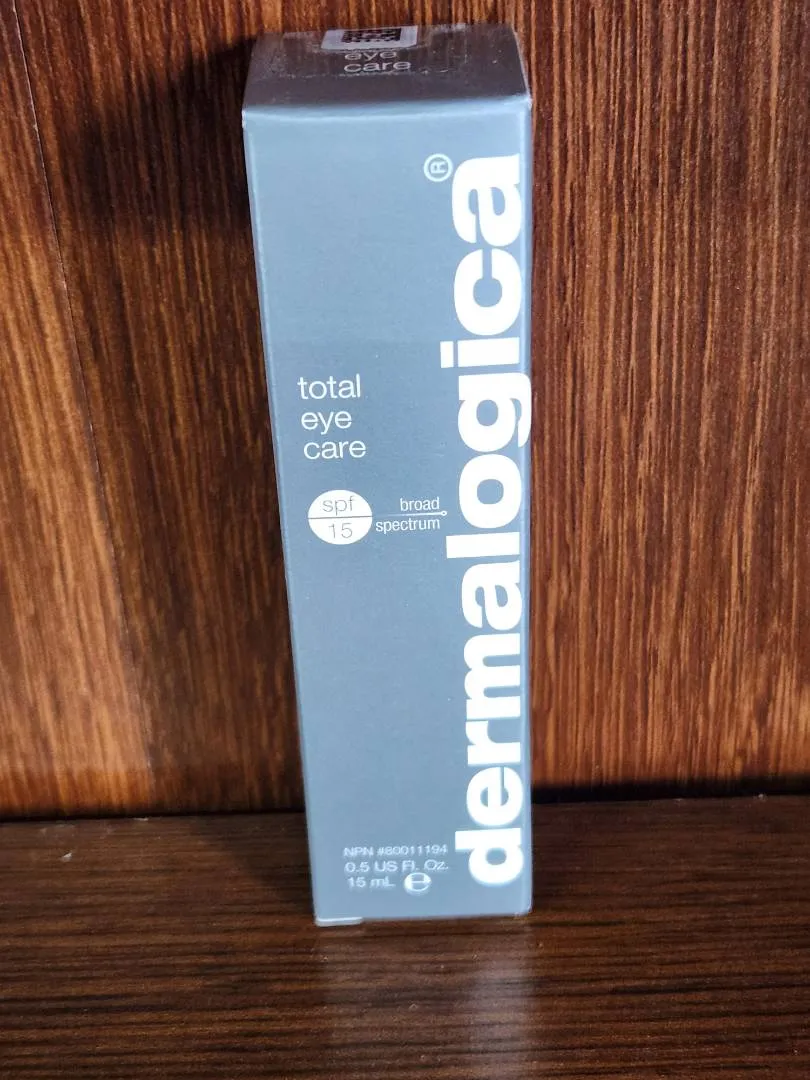 eye
care
dermalogica®
total
eye
care
spf
15
broad
spectrum
NPN #80011194
0.5 US Fl. Oz.
15 mL ℮